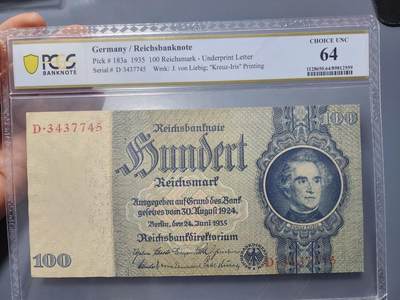 PCGS
BANKNOTE
Germany / Reichsbanknote
Pick # 183a 1935 100 Reichsmark - Underprint Letter
Serial # D·3437745 Wmk: J. von Liebig; "Kreuz-Iris" Printing
CHOICE UNC
64
D·3437745
Reichsbanknote
Hundert
Reichsmark
Ausgegeben auf Grund des Bank
gesetzes vom 30. August 1924
Berlin, den 24. Juni 1935
Reichsbankdirektorium
100
100
D·3437745